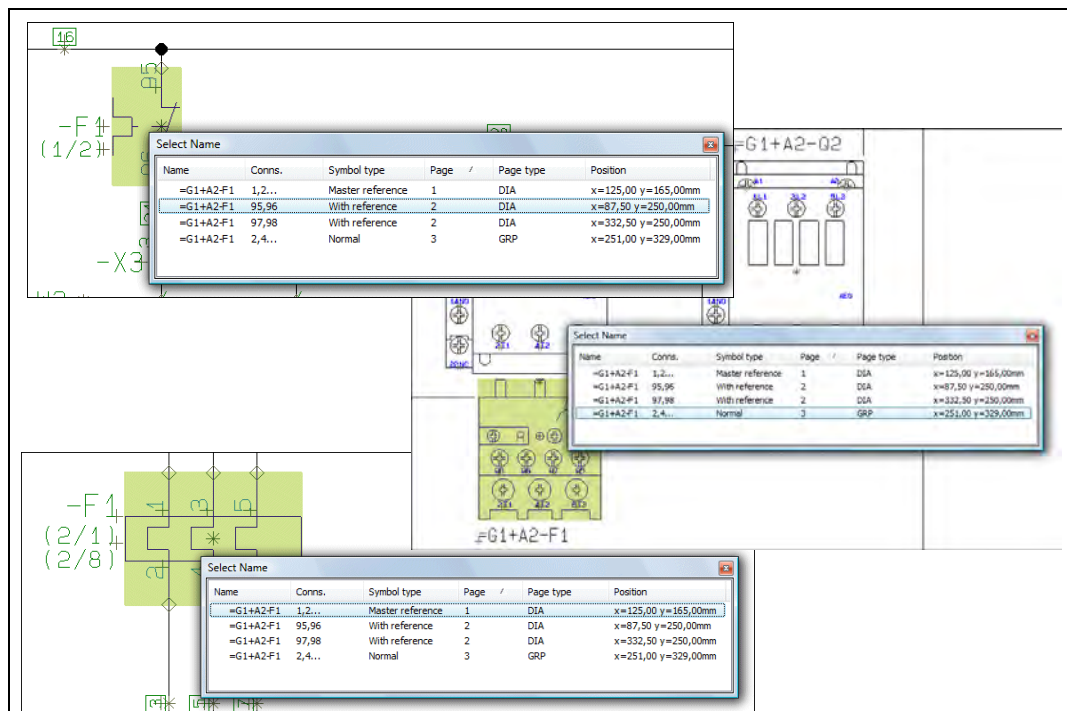 16
95
-F1
(1/2)
-X3
Select Name
Name Conns. Symbol type Page / Page type Position
=G1+A2-F1 1,2... Master reference 1 DIA x=125,00 y=165,00mm
=G1+A2-F1 95,96 With reference 2 DIA x=87,50 y=250,00mm
=G1+A2-F1 97,98 With reference 2 DIA x=332,50 y=250,00mm
=G1+A2-F1 2,4... Normal 3 GRP x=251,00 y=329,00mm
=G1+A2-Q2
A1
Select Name
Name Conns. Symbol type Page / Page type Position
=G1+A2-F1 1,2... Master reference 1 DIA x=125,00 y=165,00mm
=G1+A2-F1 95,96 With reference 2 DIA x=87,50 y=250,00mm
=G1+A2-F1 97,98 With reference 2 DIA x=332,50 y=250,00mm
=G1+A2-F1 2,4... Normal 3 GRP x=251,00 y=329,00mm
R
=G1+A2-F1
-F1 1 3 5
(2/1)
(2/8)
2
Select Name
Name Conns. Symbol type Page / Page type Position
=G1+A2-F1 1,2... Master reference 1 DIA x=125,00 y=165,00mm
=G1+A2-F1 95,96 With reference 2 DIA x=87,50 y=250,00mm
=G1+A2-F1 97,98 With reference 2 DIA x=332,50 y=250,00mm
=G1+A2-F1 2,4... Normal 3 GRP x=251,00 y=329,00mm